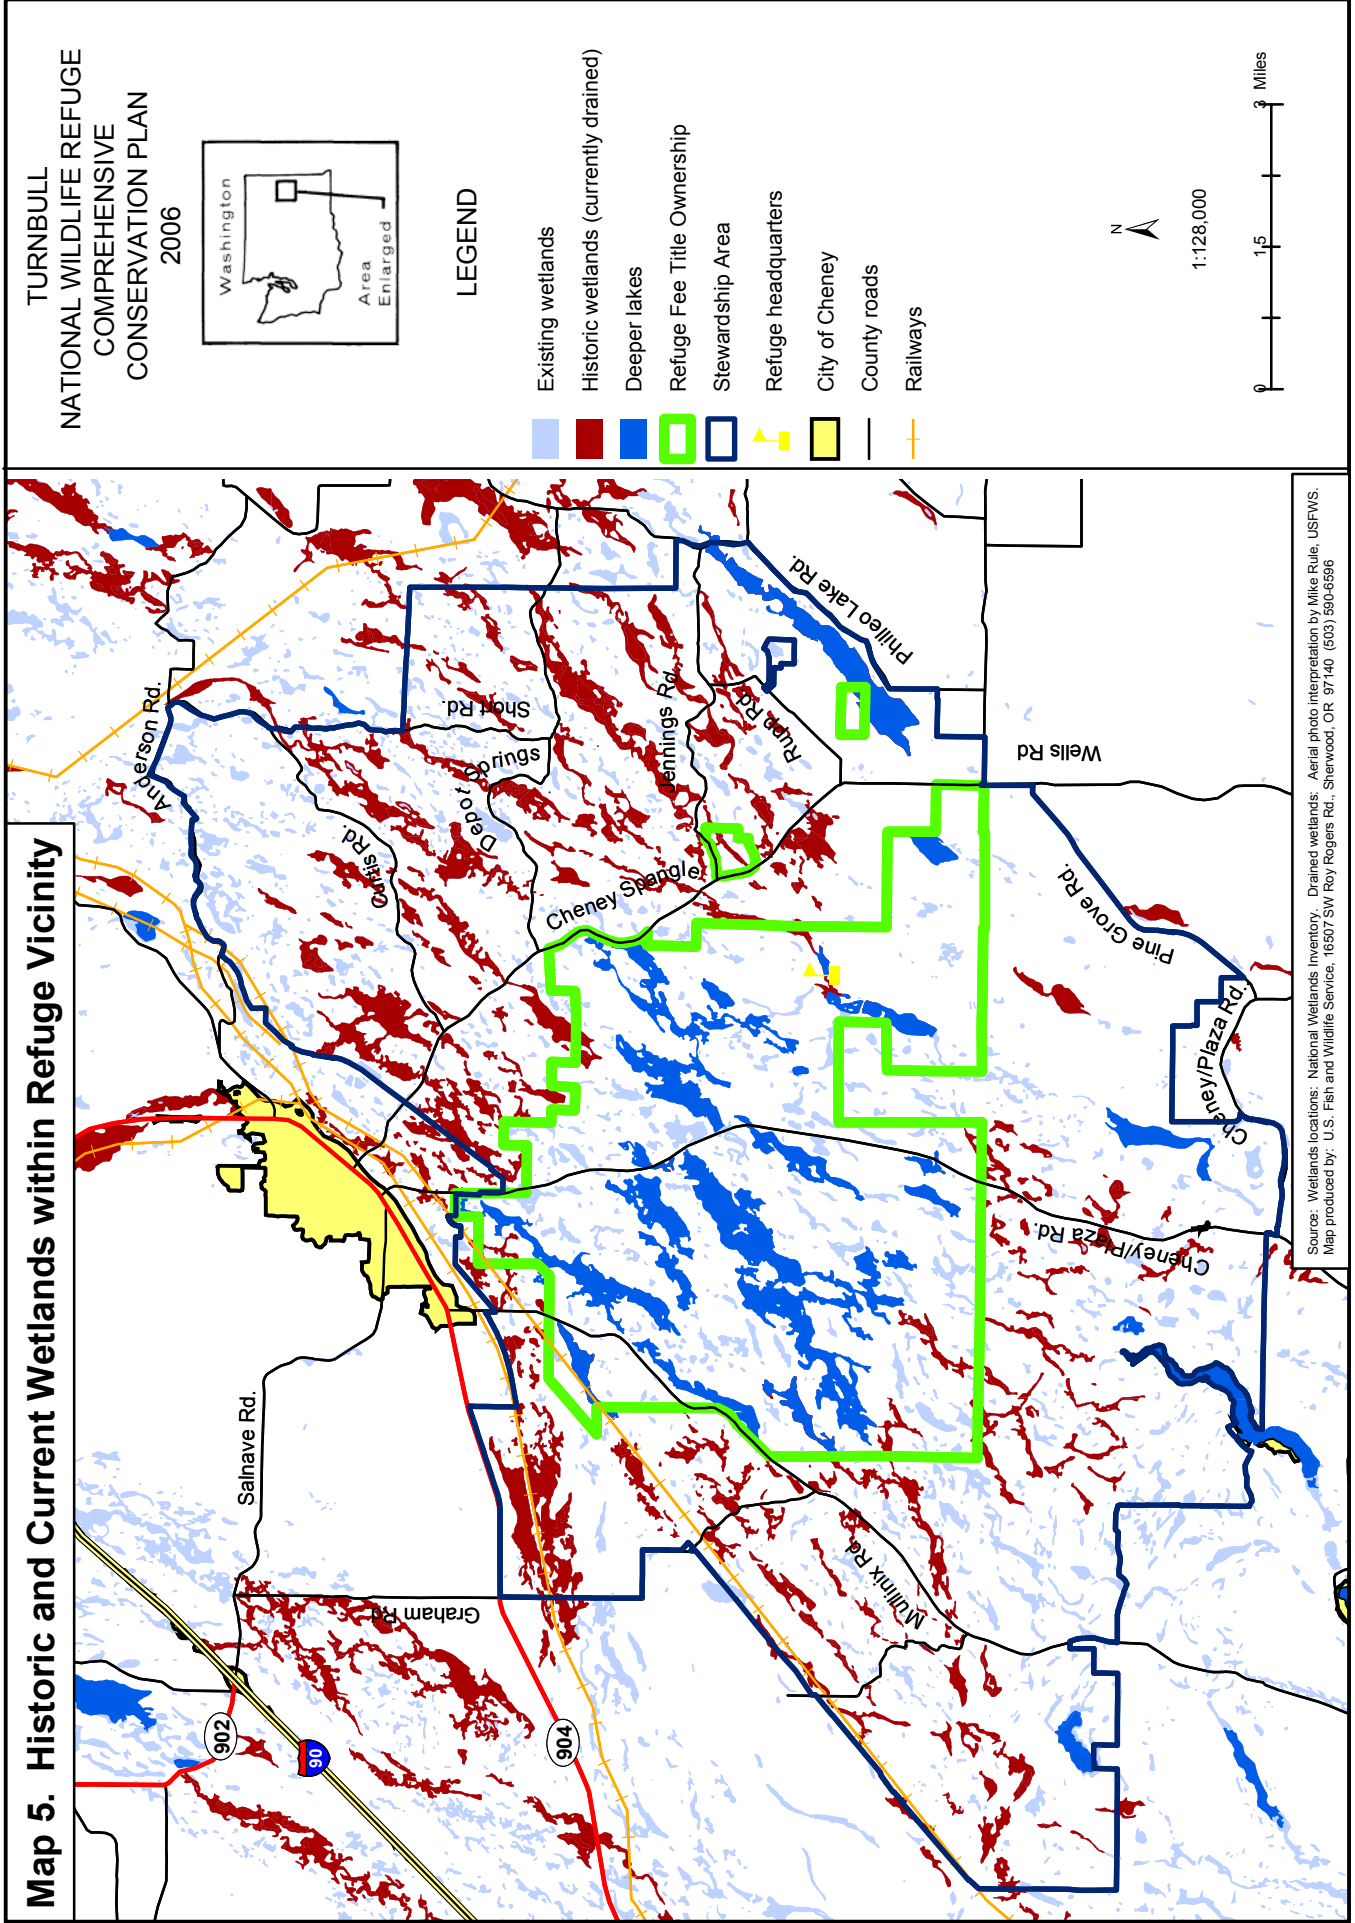 Map 5. Historic and Current Wetlands within Refuge Vicinity
TURNBULL
NATIONAL WILDLIFE REFUGE
COMPREHENSIVE
CONSERVATION PLAN
2006
Washington
Area
Enlarged
LEGEND
Existing wetlands
Historic wetlands (currently drained)
Deeper lakes
Refuge Fee Title Ownership
Stewardship Area
Refuge headquarters
City of Cheney
County roads
Railways
N
1:128,000
0 1.5 3 Miles
902
90
904
Salnave Rd.
Graham Rd
Anderson Rd.
Curtis Rd.
Depot Springs
Short Rd.
Cheney Spangle
Jennings Rd.
Rupp Rd
Philleo Lake Rd.
Wells Rd
Pine Grove Rd.
Cheney/Plaza Rd.
Cheney/Plaza Rd.
Mullinix Rd
Source: Wetlands locations: National Wetlands Inventory. Drained wetlands: Aerial photo interpretation by Mike Rule, USFWS.
Map produced by: U.S. Fish and Wildlife Service, 16507 SW Roy Rogers Rd., Sherwood, OR 97140 (503) 590-6596